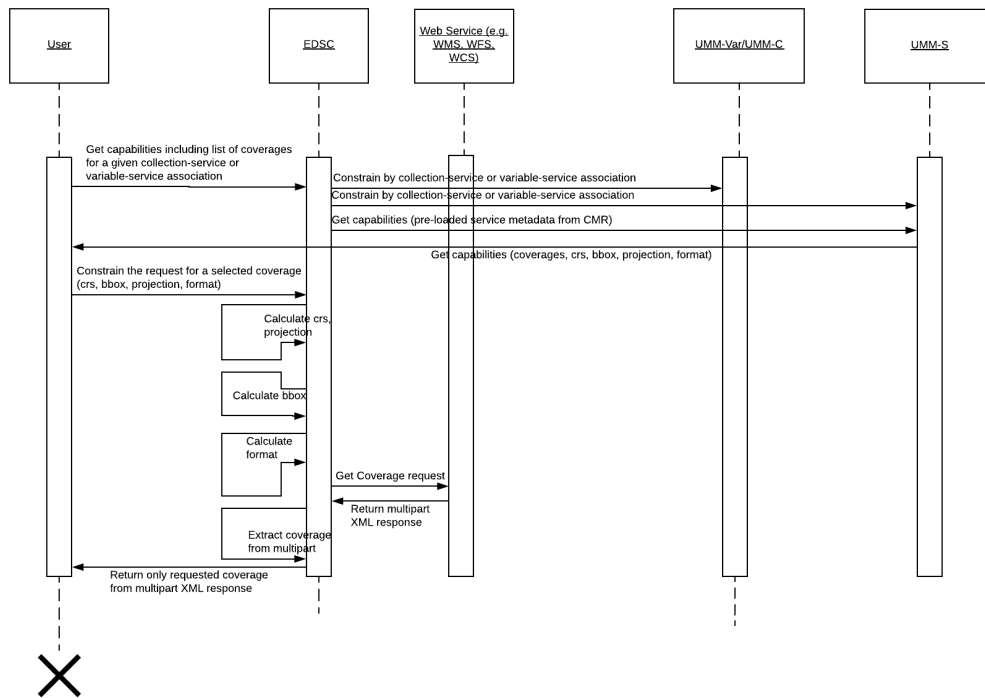 User
EDSC
Web Service (e.g.
WMS, WFS,
WCS)
UMM-Var/UMM-C
UMM-S
Get capabilities including list of coverages
for a given collection-service or
variable-service association
Constrain by collection-service or variable-service association
Constrain by collection-service or variable-service association
Get capabilities (pre-loaded service metadata from CMR)
Get capabilities (coverages, crs, bbox, projection, format)
Constrain the request for a selected coverage
(crs, bbox, projection, format)
Calculate crs,
projection
Calculate bbox
Calculate
format
Get Coverage request
Return multipart
XML response
Extract coverage
from multipart
Return only requested coverage
from multipart XML response